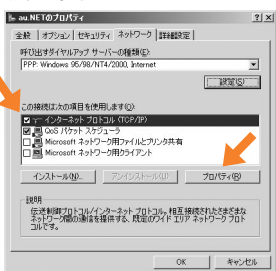 au.NETのプロパティ
全般 オプション セキュリティ ネットワーク 詳細設定
呼び出すダイヤルアップ サーバーの種類(E):
PPP: Windows 95/98/NT4/2000, Internet
設定(S)
この接続は次の項目を使用します(O):
インターネット プロトコル (TCP/IP)
QoS パケット スケジューラ
Microsoft ネットワーク用ファイルとプリンタ共有
Microsoft ネットワーク用クライアント
インストール(N)... アンインストール(U) プロパティ(R)
説明
伝送制御プロトコル/インターネット プロトコル。相互接続されたさまざまな
ネットワーク間の通信を提供する、既定のワイド エリア ネットワーク プロト
コルです。
OK キャンセル